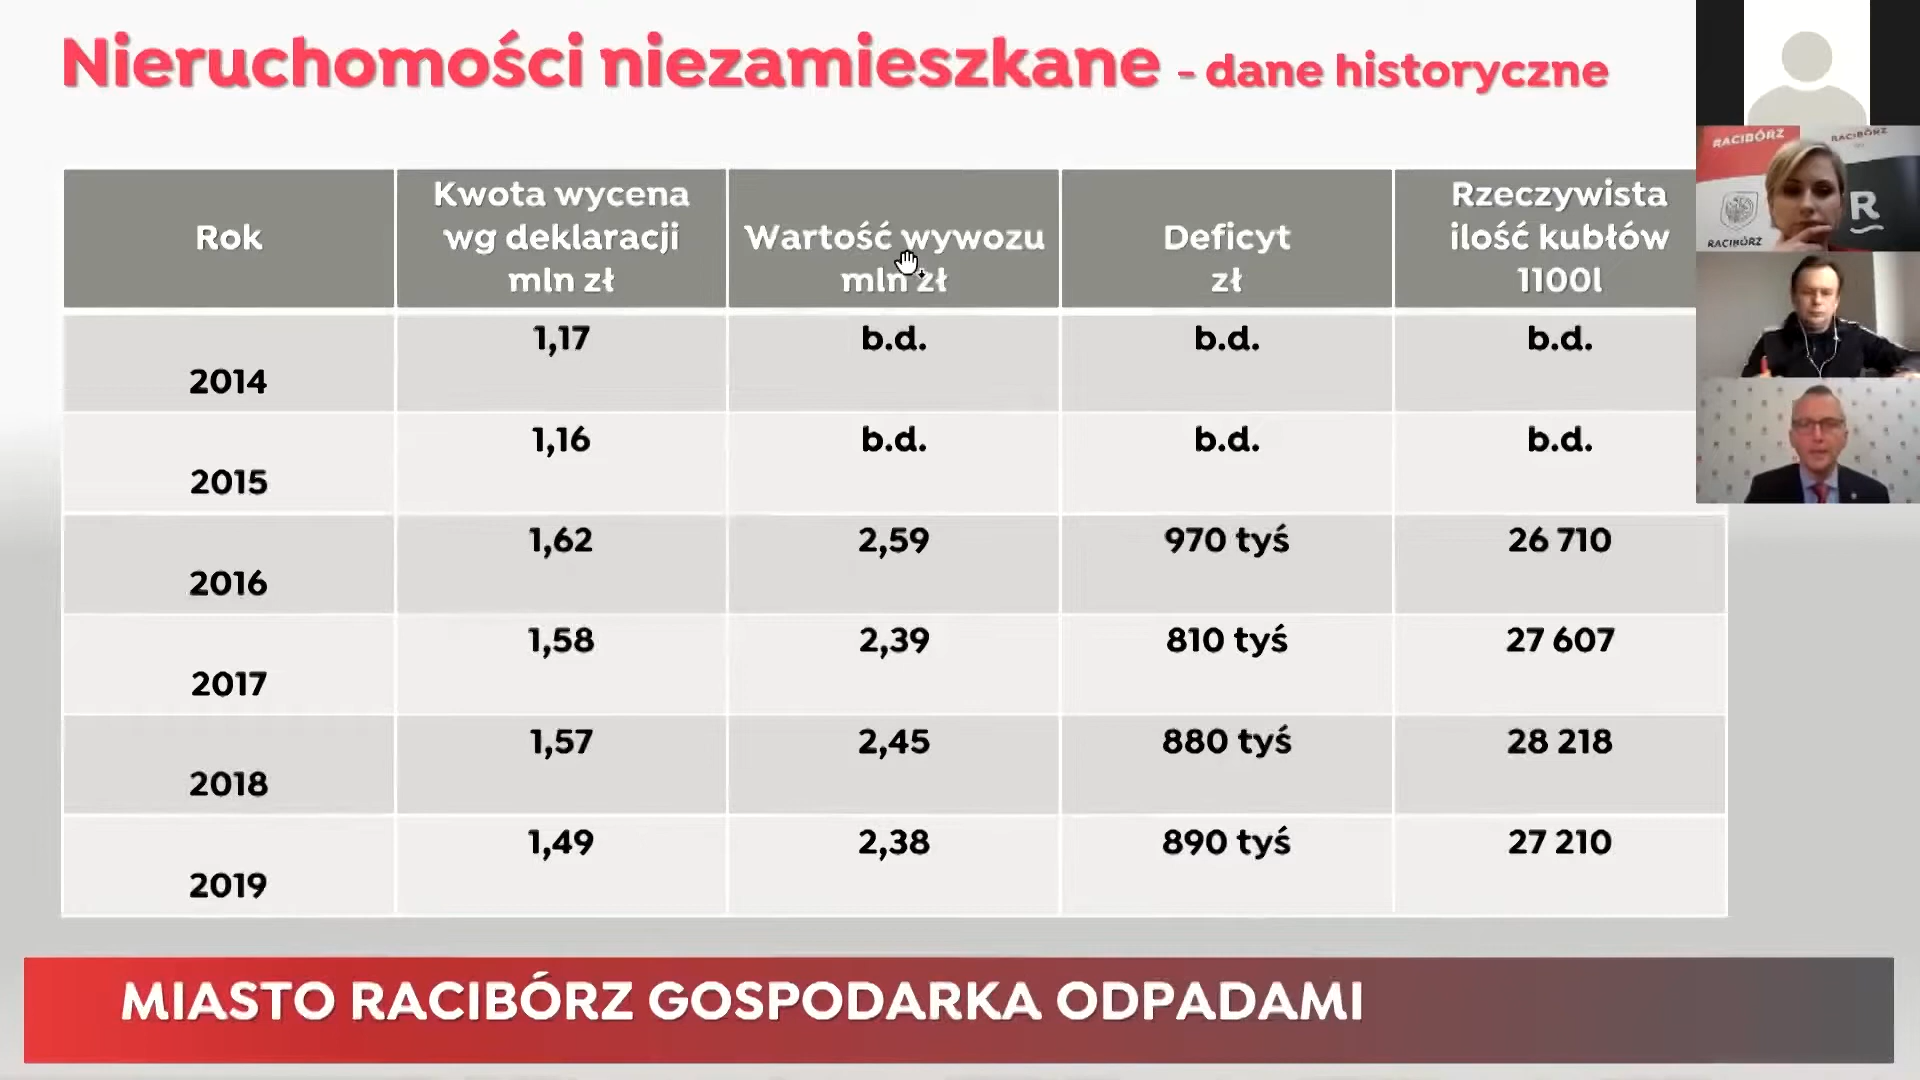 Nieruchomości niezamieszkane - dane historyczne
Rok
Kwota wycena
wg deklaracji
mln zł
Wartość wywozu
mln zł
Deficyt
zł
Rzeczywista
ilość kubłów
1100l
2014
1,17
b.d.
b.d.
b.d.
2015
1,16
b.d.
b.d.
b.d.
2016
1,62
2,59
970 tyś
26 710
2017
1,58
2,39
810 tyś
27 607
2018
1,57
2,45
880 tyś
28 218
2019
1,49
2,38
890 tyś
27 210
MIASTO RACIBÓRZ GOSPODARKA ODPADAMI
RACIBÓRZ
RACIBÓRZ
R
RACIBÓRZ